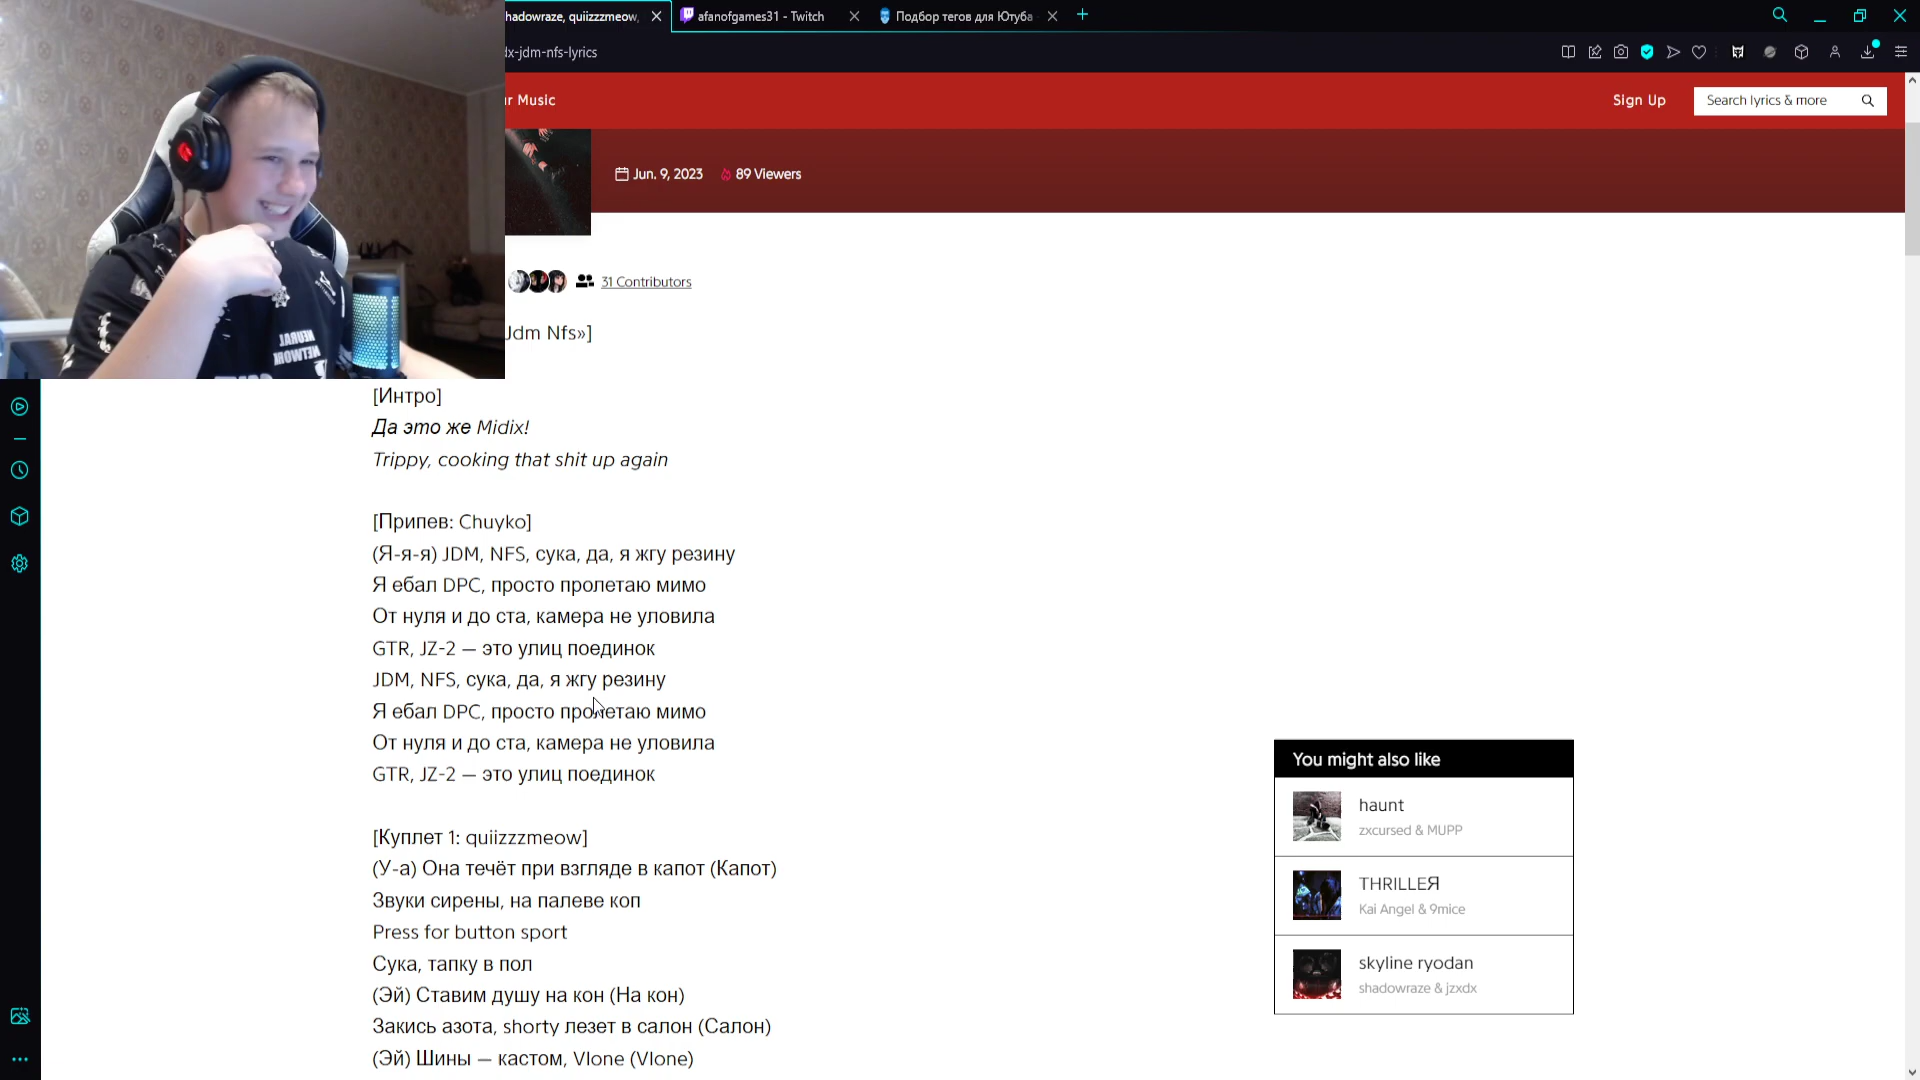 hadowraze, quiizzzmeow,
afanofgames31 - Twitch
Подбор тегов для Ютуба
dx-jdm-nfs-lyrics
ur Music
Sign Up
Search lyrics & more
Jun. 9, 2023
89 Viewers
31 Contributors
Jdm Nfs»]
NEURAL
NETWORK
[Интро]
Да это же Midix!
Trippy, cooking that shit up again
[Припев: Chuyko]
(Я-я-я) JDM, NFS, сука, да, я жгу резину
Я ебал DPC, просто пролетаю мимо
От нуля и до ста, камера не уловила
GTR, JZ-2 — это улиц поединок
JDM, NFS, сука, да, я жгу резину
Я ебал DPC, просто пролетаю мимо
От нуля и до ста, камера не уловила
GTR, JZ-2 — это улиц поединок
[Куплет 1: quiizzzmeow]
(У-а) Она течёт при взгляде в капот (Капот)
Звуки сирены, на палеве коп
Press for button sport
Сука, тапку в пол
(Эй) Ставим душу на кон (На кон)
Закись азота, shorty лезет в салон (Салон)
(Эй) Шины — кастом, Vlone (Vlone)
You might also like
haunt
zxcursed & MUPP
THRILLEЯ
Kai Angel & 9mice
skyline ryodan
shadowraze & jzxdx